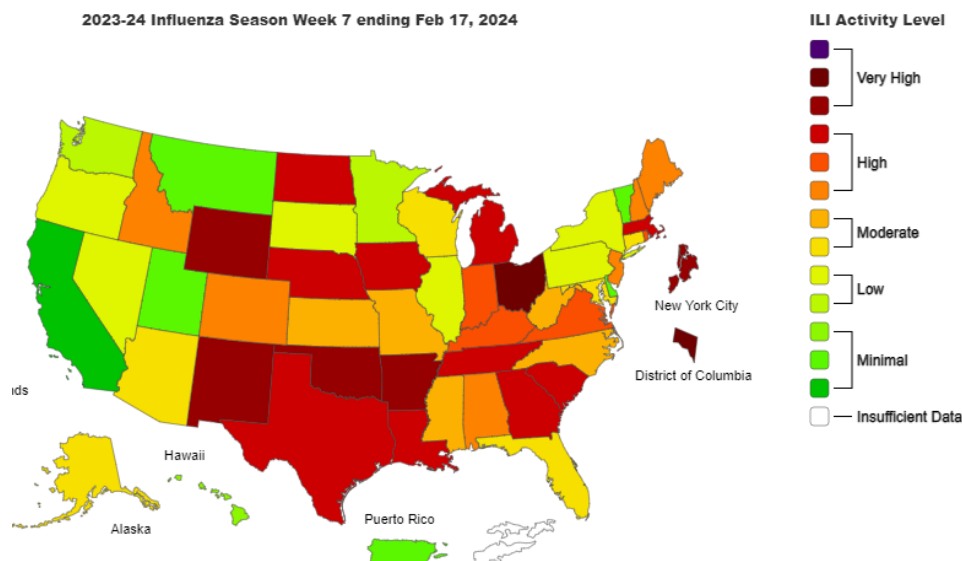 2023-24 Influenza Season Week 7 ending Feb 17, 2024
ILI Activity Level
Very High
High
Moderate
Low
Minimal
Insufficient Data
New York City
District of Columbia
nds
Hawaii
Alaska
Puerto Rico